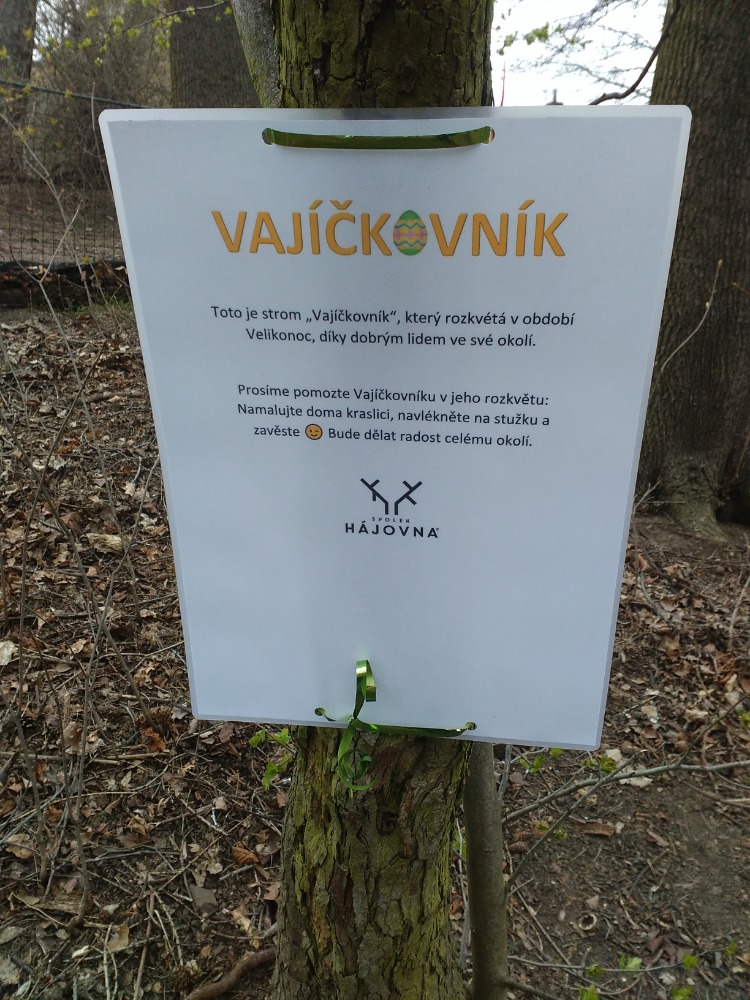 VAJÍČKOVNÍK
Toto je strom „Vajíčkovník“, který rozkvétá v období
Velikonoc, díky dobrým lidem ve své okolí.
Prosíme pomozte Vajíčkovníku v jeho rozkvětu:
Namalujte doma kraslici, navlékněte na stužku a
zavěste 😉 Bude dělat radost celému okolí.
SPOLEK
HÁJOVNA®